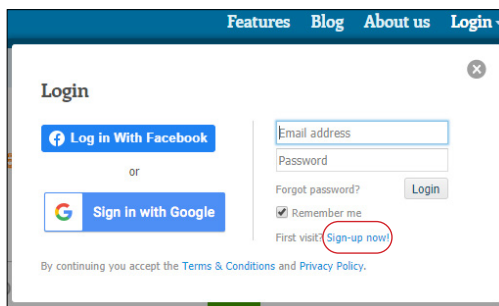 Features Blog About us Login
Login
Log in With Facebook
or
Sign in with Google
Email address
Password
Forgot password? Login
Remember me
First visit? Sign-up now!
By continuing you accept the Terms & Conditions and Privacy Policy.